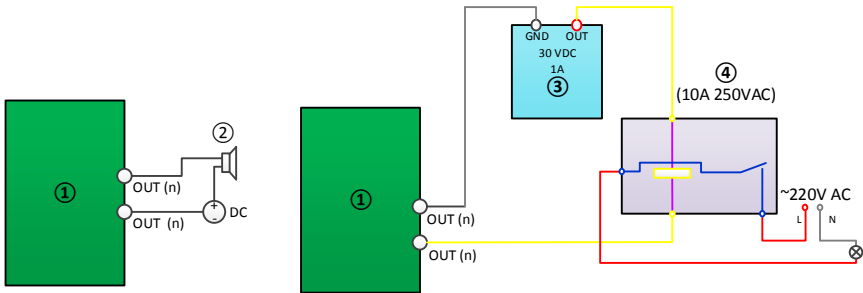 ①
OUT (n)
OUT (n)
②
+
-
DC
①
OUT (n)
OUT (n)
GND OUT
30 VDC
1A
③
④
(10A 250VAC)
~220V AC
L N